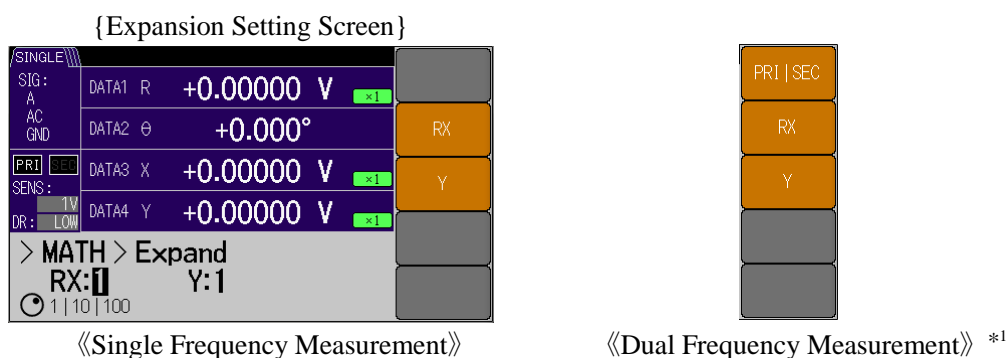 {Expansion Setting Screen}
SINGLE
SIG:
A
AC
GND
DATA1 R +0.00000 V ×1
DATA2 θ +0.000°
PRI SEC
SENS:
1V
DR: LOW
DATA3 X +0.00000 V ×1
DATA4 Y +0.00000 V ×1
> MATH > Expand
RX:1 Y:1
1|10|100
RX
Y
PRI|SEC
RX
Y
《Single Frequency Measurement》
《Dual Frequency Measurement》 *1